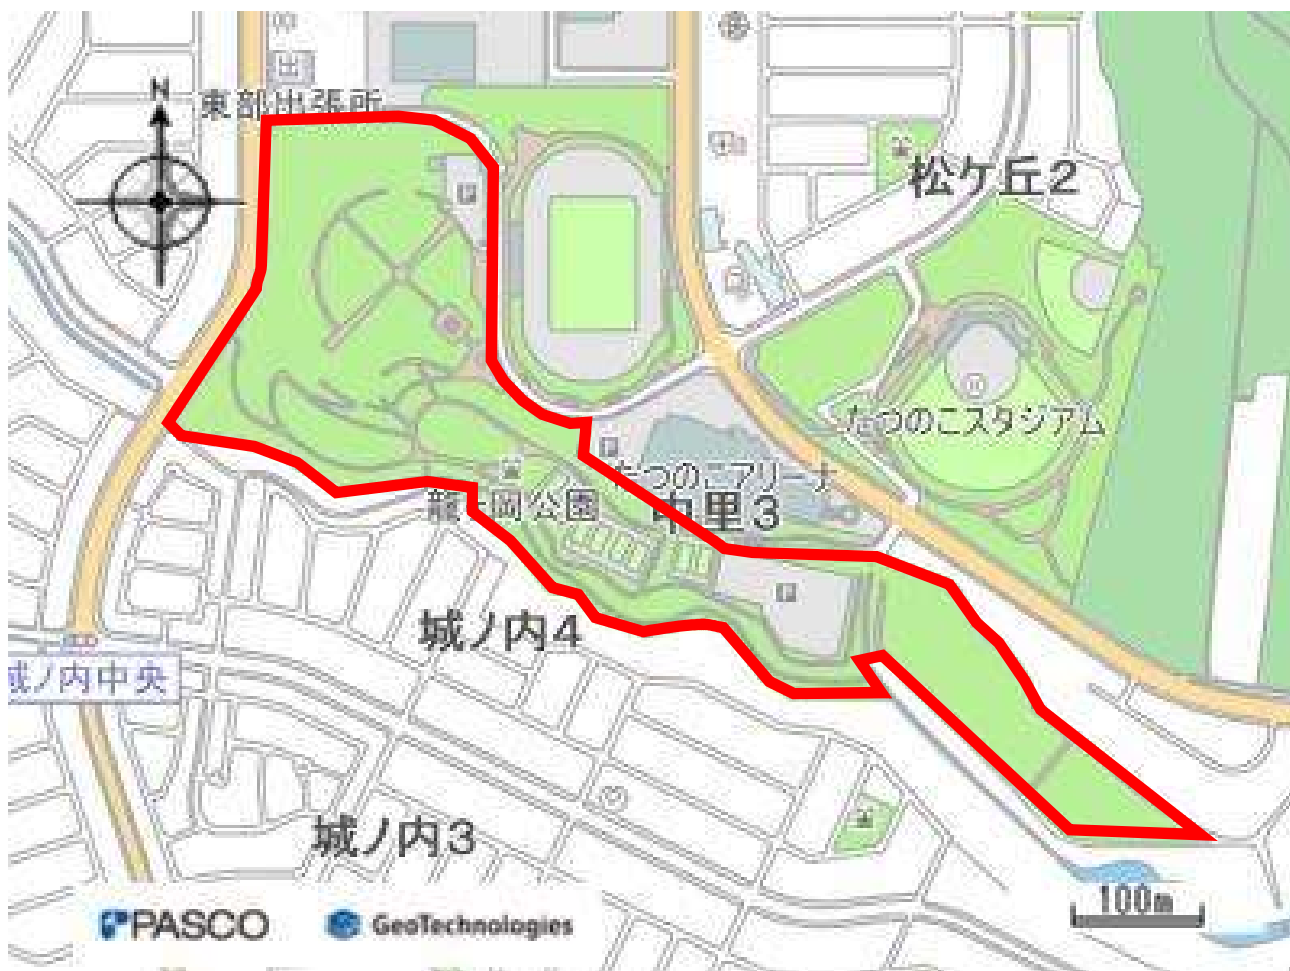 N
東部出張所
松ケ丘2
たつのこスタジアム
たつのこアリーナ
中里3
龍ヶ岡公園
城ノ内4
城ノ内中央
城ノ内3
100m
PASCO
GeoTechnologies